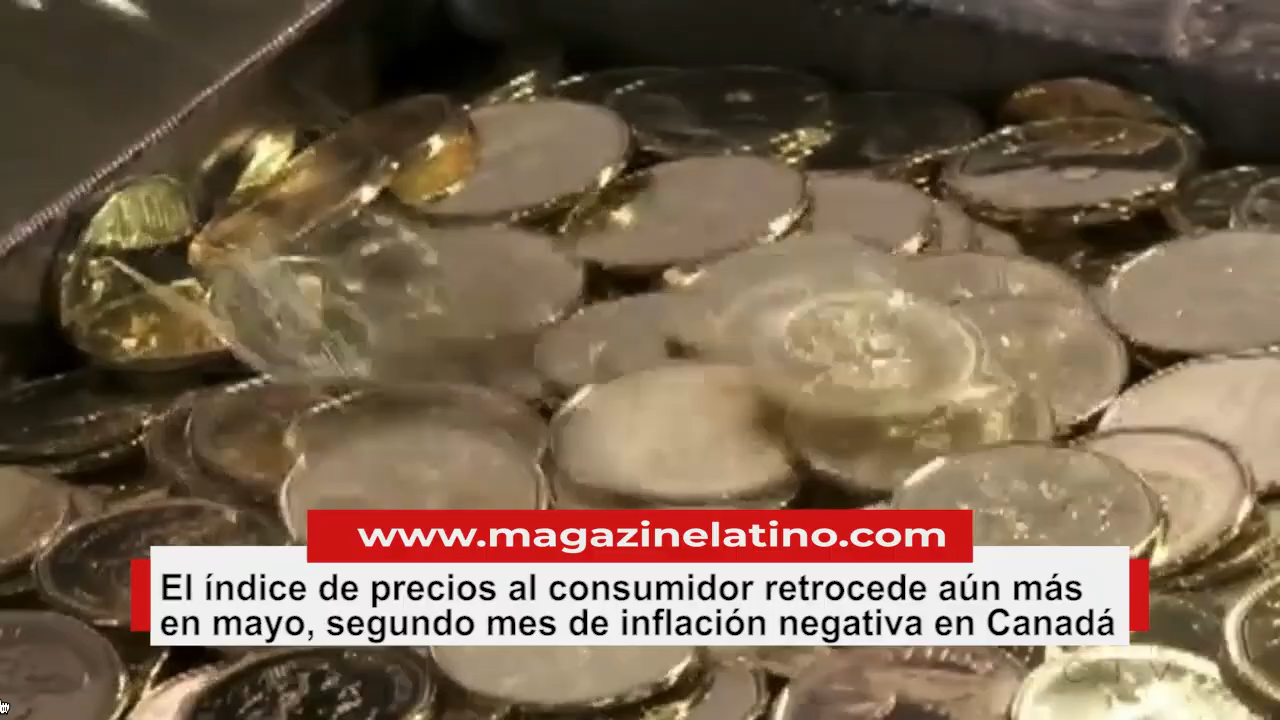 www.magazinelatino.com
El índice de precios al consumidor retrocede aún más
en mayo, segundo mes de inflación negativa en Canadá
CTV